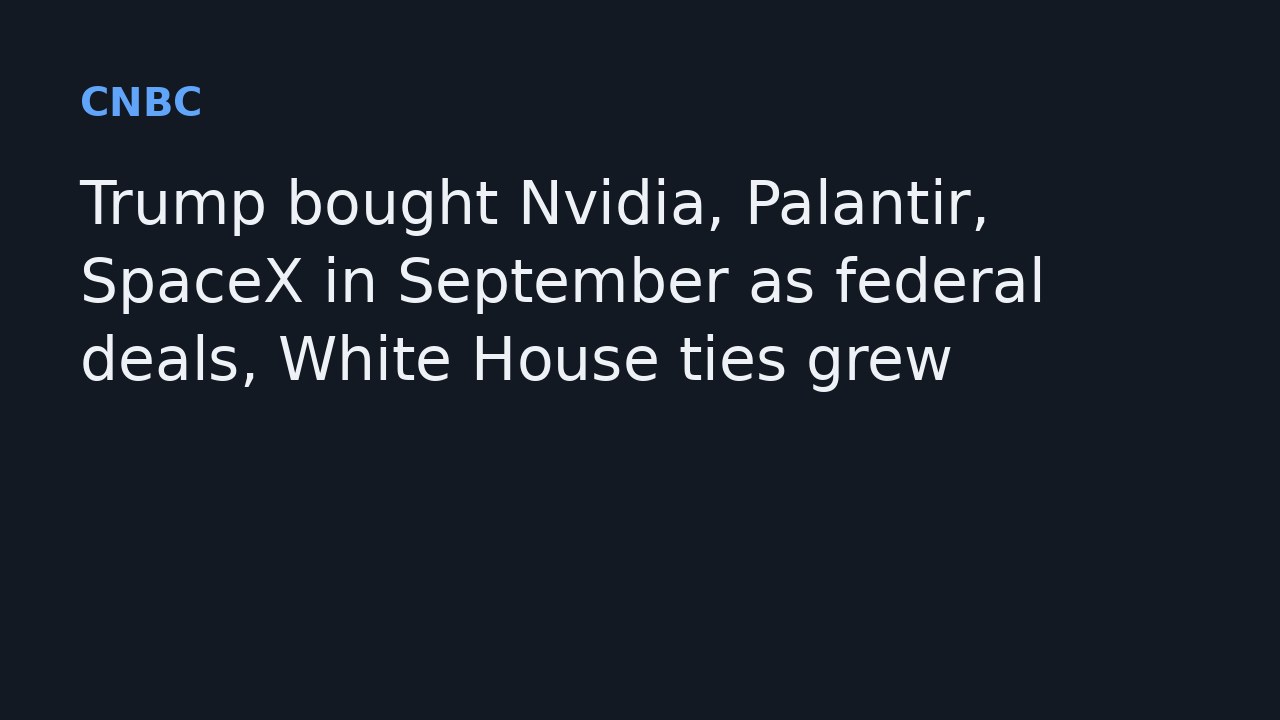 CNBC
Trump bought Nvidia, Palantir,
SpaceX in September as federal
deals, White House ties grew